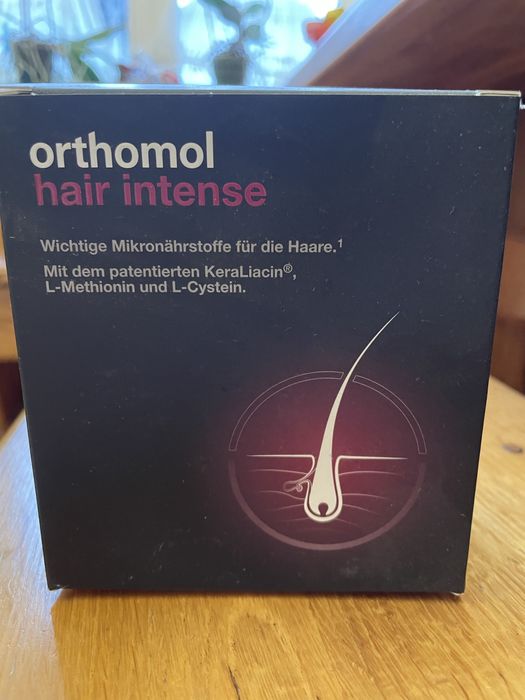 orthomol
hair intense
Wichtige Mikronährstoffe für die Haare.¹
Mit dem patentierten KeraLiacin®,
L-Methionin und L-Cystein.